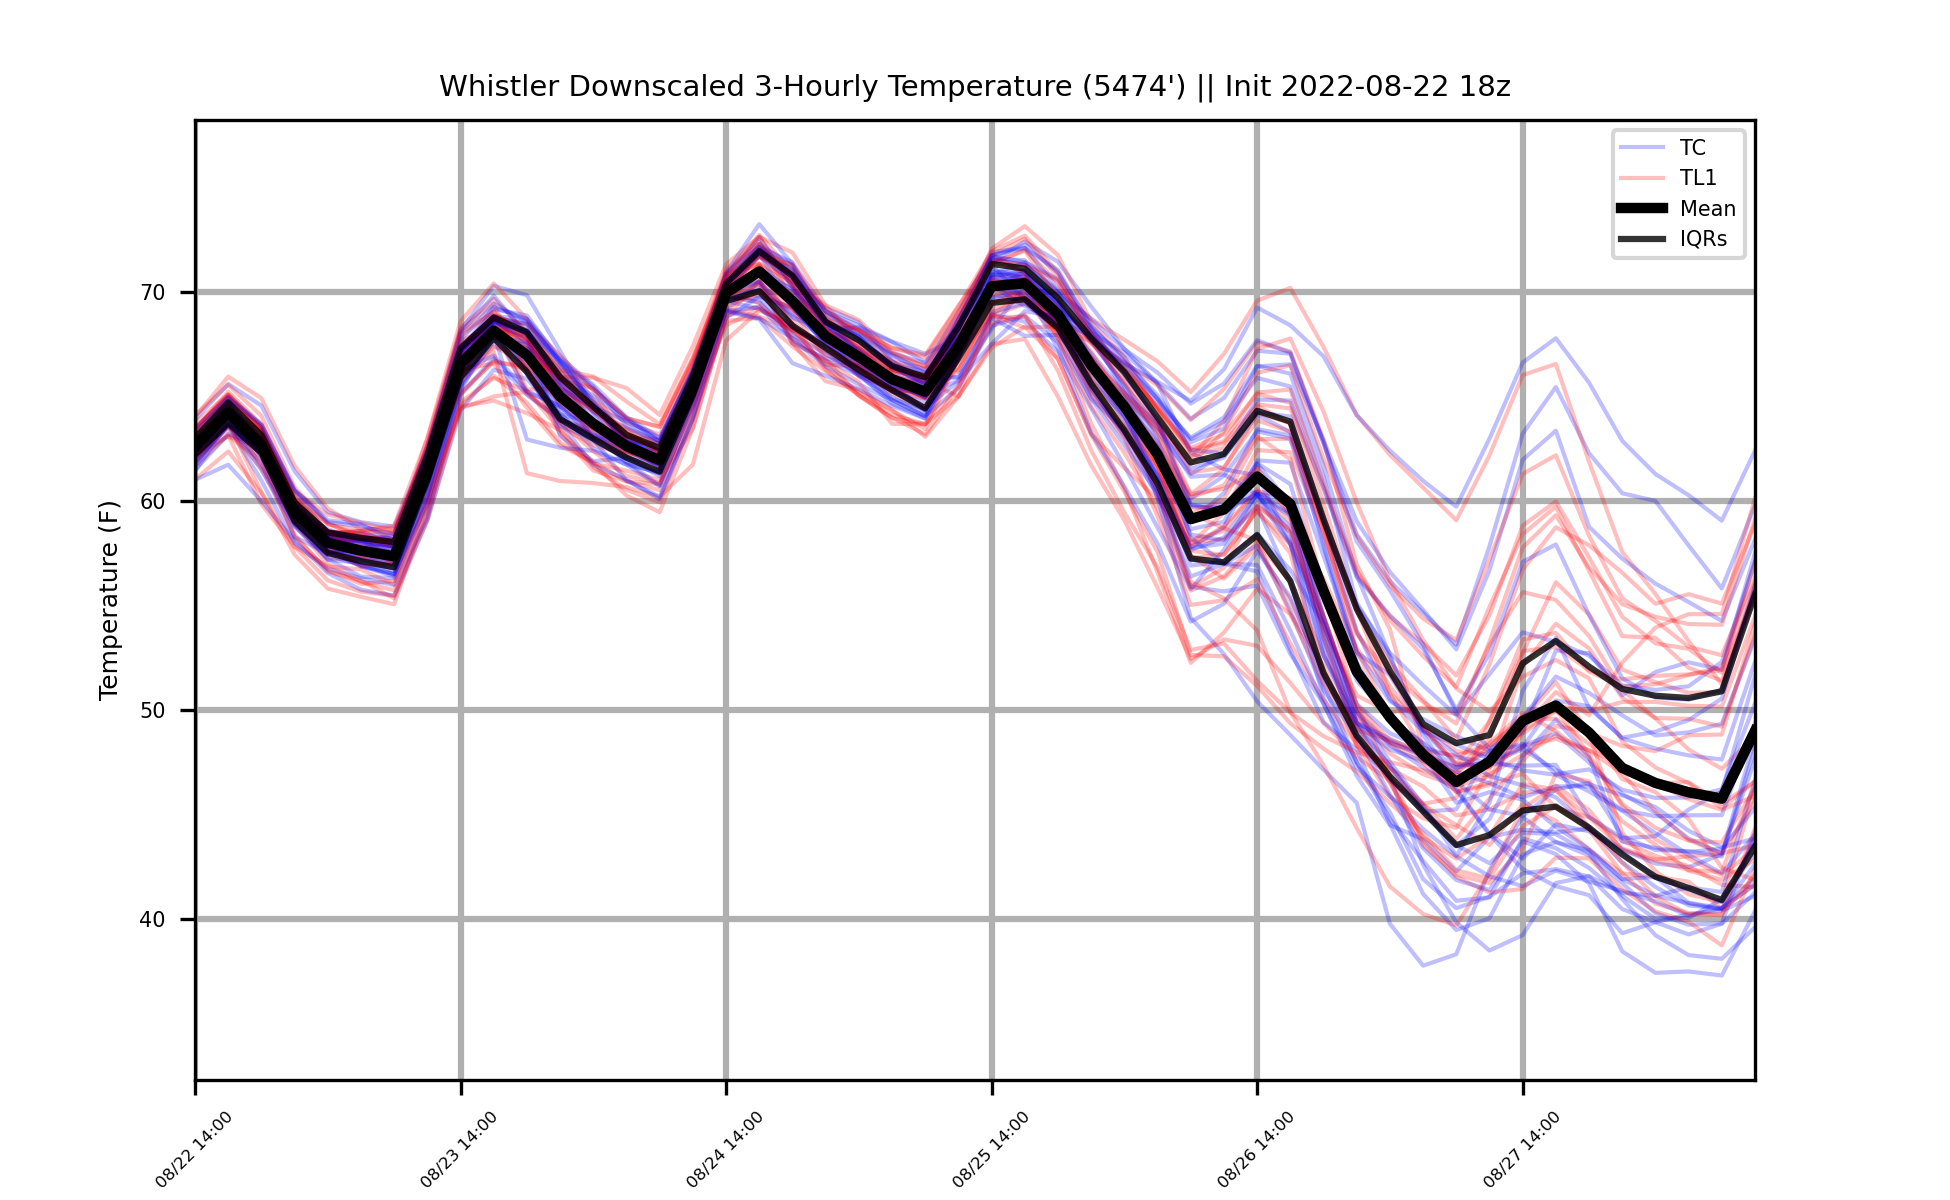 Whistler Downscaled 3-Hourly Temperature (5474') || Init 2022-08-22 18z
TC
TL1
Mean
IQRs
Temperature (F)
70
60
50
40
08/22 14:00
08/23 14:00
08/24 14:00
08/25 14:00
08/26 14:00
08/27 14:00